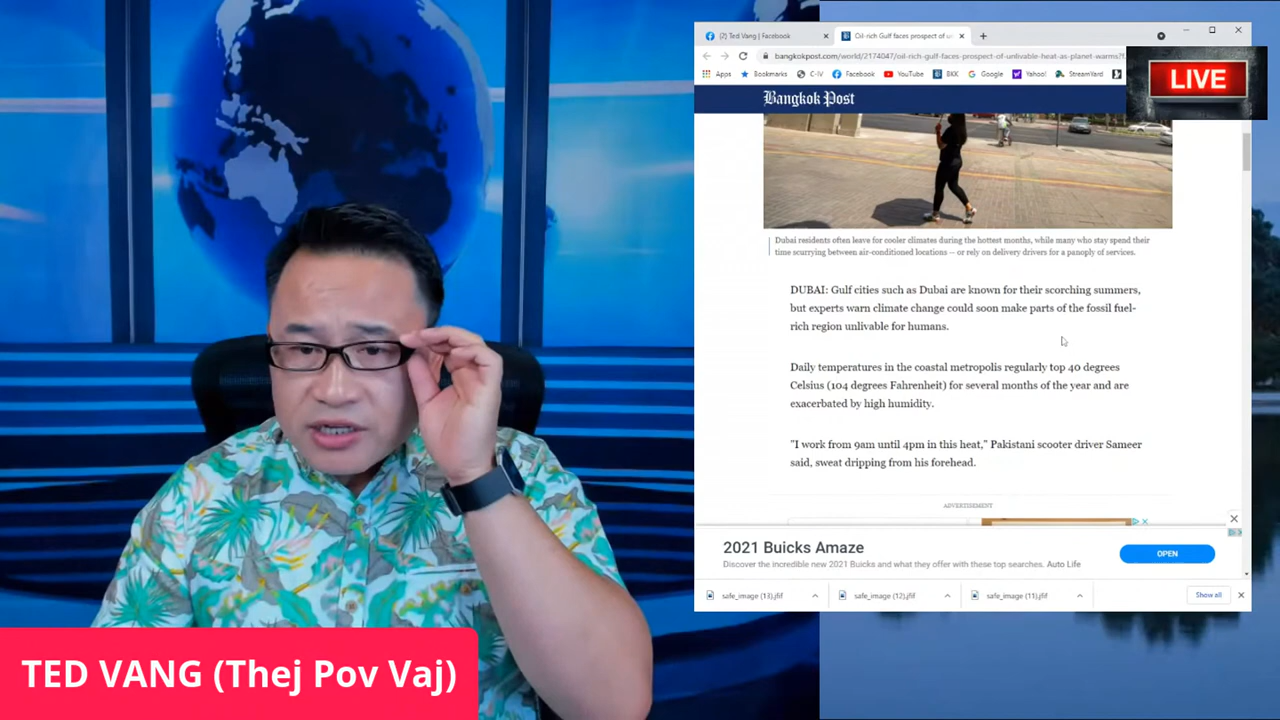 (2) Ted Vang | Facebook
Oil-rich Gulf faces prospect of un
bangkokpost.com/world/2174047/oil-rich-gulf-faces-prospect-of-unlivable-heat-as-planet-warms?f
Apps Bookmarks C-IV Facebook YouTube BKK Google Yahoo! StreamYard
LIVE
Bangkok Post
Dubai residents often leave for cooler climates during the hottest months, while many who stay spend their
time scurrying between air-conditioned locations — or rely on delivery drivers for a panoply of services.
DUBAI: Gulf cities such as Dubai are known for their scorching summers,
but experts warn climate change could soon make parts of the fossil fuel-
rich region unlivable for humans.
Daily temperatures in the coastal metropolis regularly top 40 degrees
Celsius (104 degrees Fahrenheit) for several months of the year and are
exacerbated by high humidity.
"I work from 9am until 4pm in this heat," Pakistani scooter driver Sameer
said, sweat dripping from his forehead.
ADVERTISEMENT
2021 Buicks Amaze
Discover the incredible new 2021 Buicks and what they offer with these top searches. Auto Life
OPEN
safe_image (13).jfif
safe_image (12).jfif
safe_image (11).jfif
Show all
TED VANG (Thej Pov Vaj)